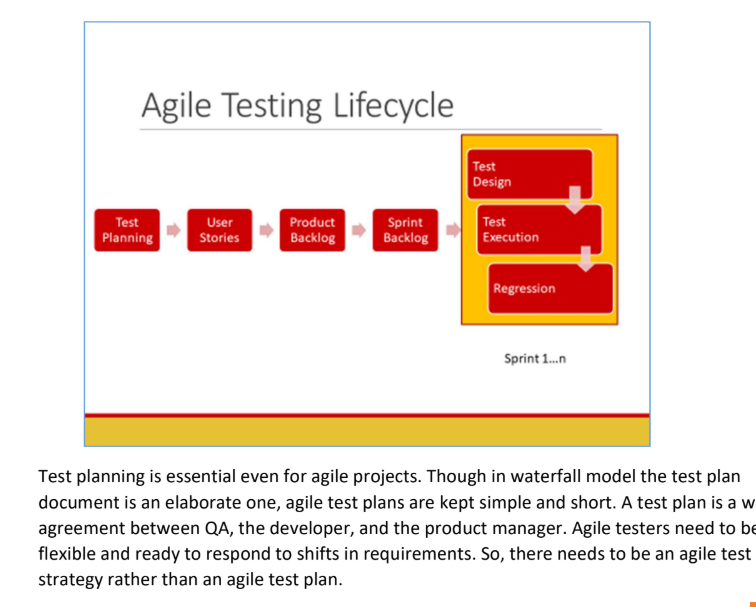 Agile Testing Lifecycle
Test
Planning
User
Stories
Product
Backlog
Sprint
Backlog
Test
Design
Test
Execution
Regression
Sprint 1...n
Test planning is essential even for agile projects. Though in waterfall model the test plan
document is an elaborate one, agile test plans are kept simple and short. A test plan is a
agreement between QA, the developer, and the product manager. Agile testers need to be
flexible and ready to respond to shifts in requirements. So, there needs to be an agile test
strategy rather than an agile test plan.